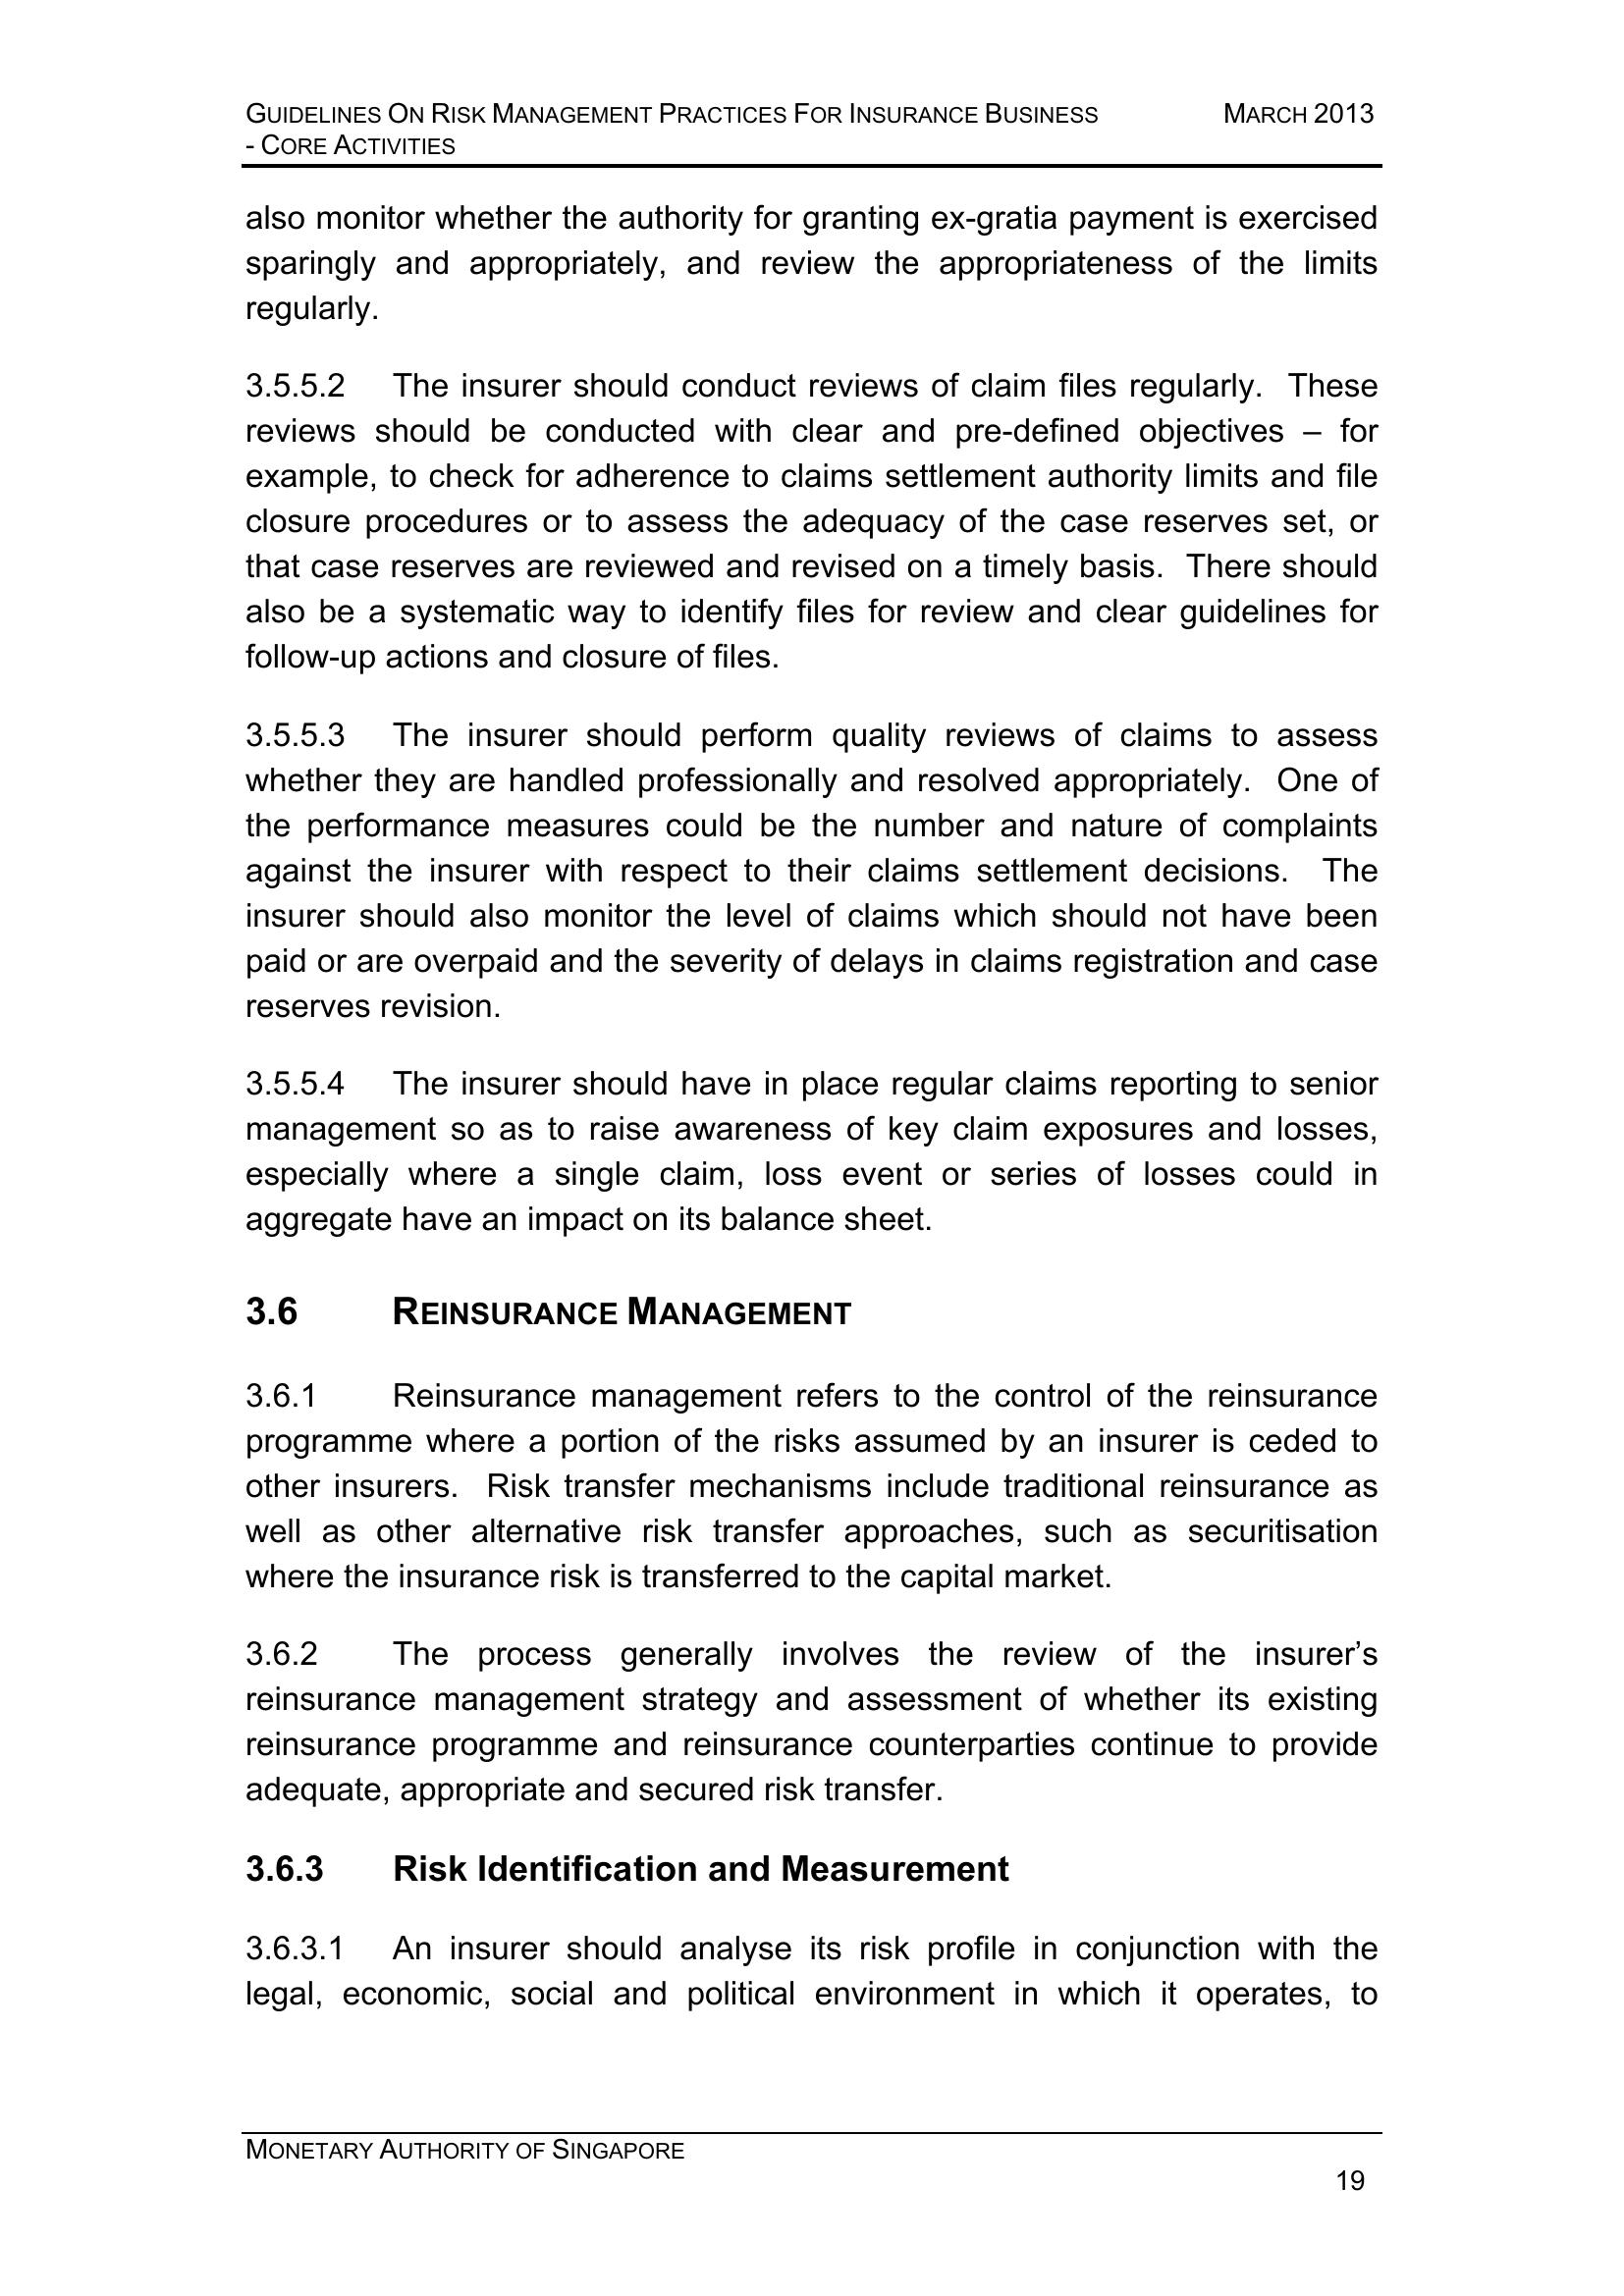 GUIDELINES ON RISK MANAGEMENT PRACTICES FOR INSURANCE BUSINESS MARCH 2013
- CORE ACTIVITIES
also monitor whether the authority for granting ex-gratia payment is exercised
sparingly and appropriately, and review the appropriateness of the limits
regularly.
3.5.5.2 The insurer should conduct reviews of claim files regularly. These
reviews should be conducted with clear and pre-defined objectives – for
example, to check for adherence to claims settlement authority limits and file
closure procedures or to assess the adequacy of the case reserves set, or
that case reserves are reviewed and revised on a timely basis. There should
also be a systematic way to identify files for review and clear guidelines for
follow-up actions and closure of files.
3.5.5.3 The insurer should perform quality reviews of claims to assess
whether they are handled professionally and resolved appropriately. One of
the performance measures could be the number and nature of complaints
against the insurer with respect to their claims settlement decisions. The
insurer should also monitor the level of claims which should not have been
paid or are overpaid and the severity of delays in claims registration and case
reserves revision.
3.5.5.4 The insurer should have in place regular claims reporting to senior
management so as to raise awareness of key claim exposures and losses,
especially where a single claim, loss event or series of losses could in
aggregate have an impact on its balance sheet.
3.6 REINSURANCE MANAGEMENT
3.6.1 Reinsurance management refers to the control of the reinsurance
programme where a portion of the risks assumed by an insurer is ceded to
other insurers. Risk transfer mechanisms include traditional reinsurance as
well as other alternative risk transfer approaches, such as securitisation
where the insurance risk is transferred to the capital market.
3.6.2 The process generally involves the review of the insurer’s
reinsurance management strategy and assessment of whether its existing
reinsurance programme and reinsurance counterparties continue to provide
adequate, appropriate and secured risk transfer.
3.6.3 Risk Identification and Measurement
3.6.3.1 An insurer should analyse its risk profile in conjunction with the
legal, economic, social and political environment in which it operates, to
MONETARY AUTHORITY OF SINGAPORE
19